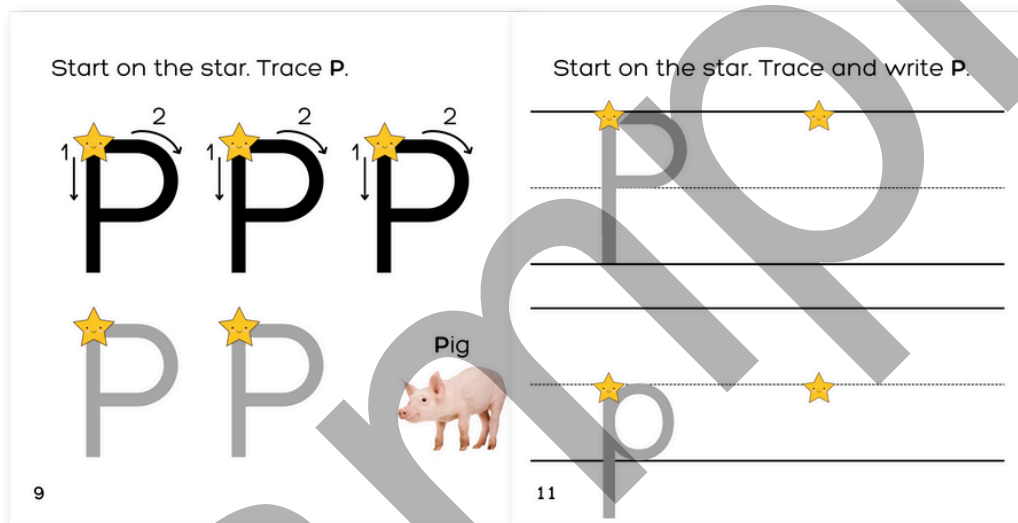 Start on the star. Trace P.
1 2 1 2 1 2
P P P
P P
Pig
9
Start on the star. Trace and write P.
P
p
11